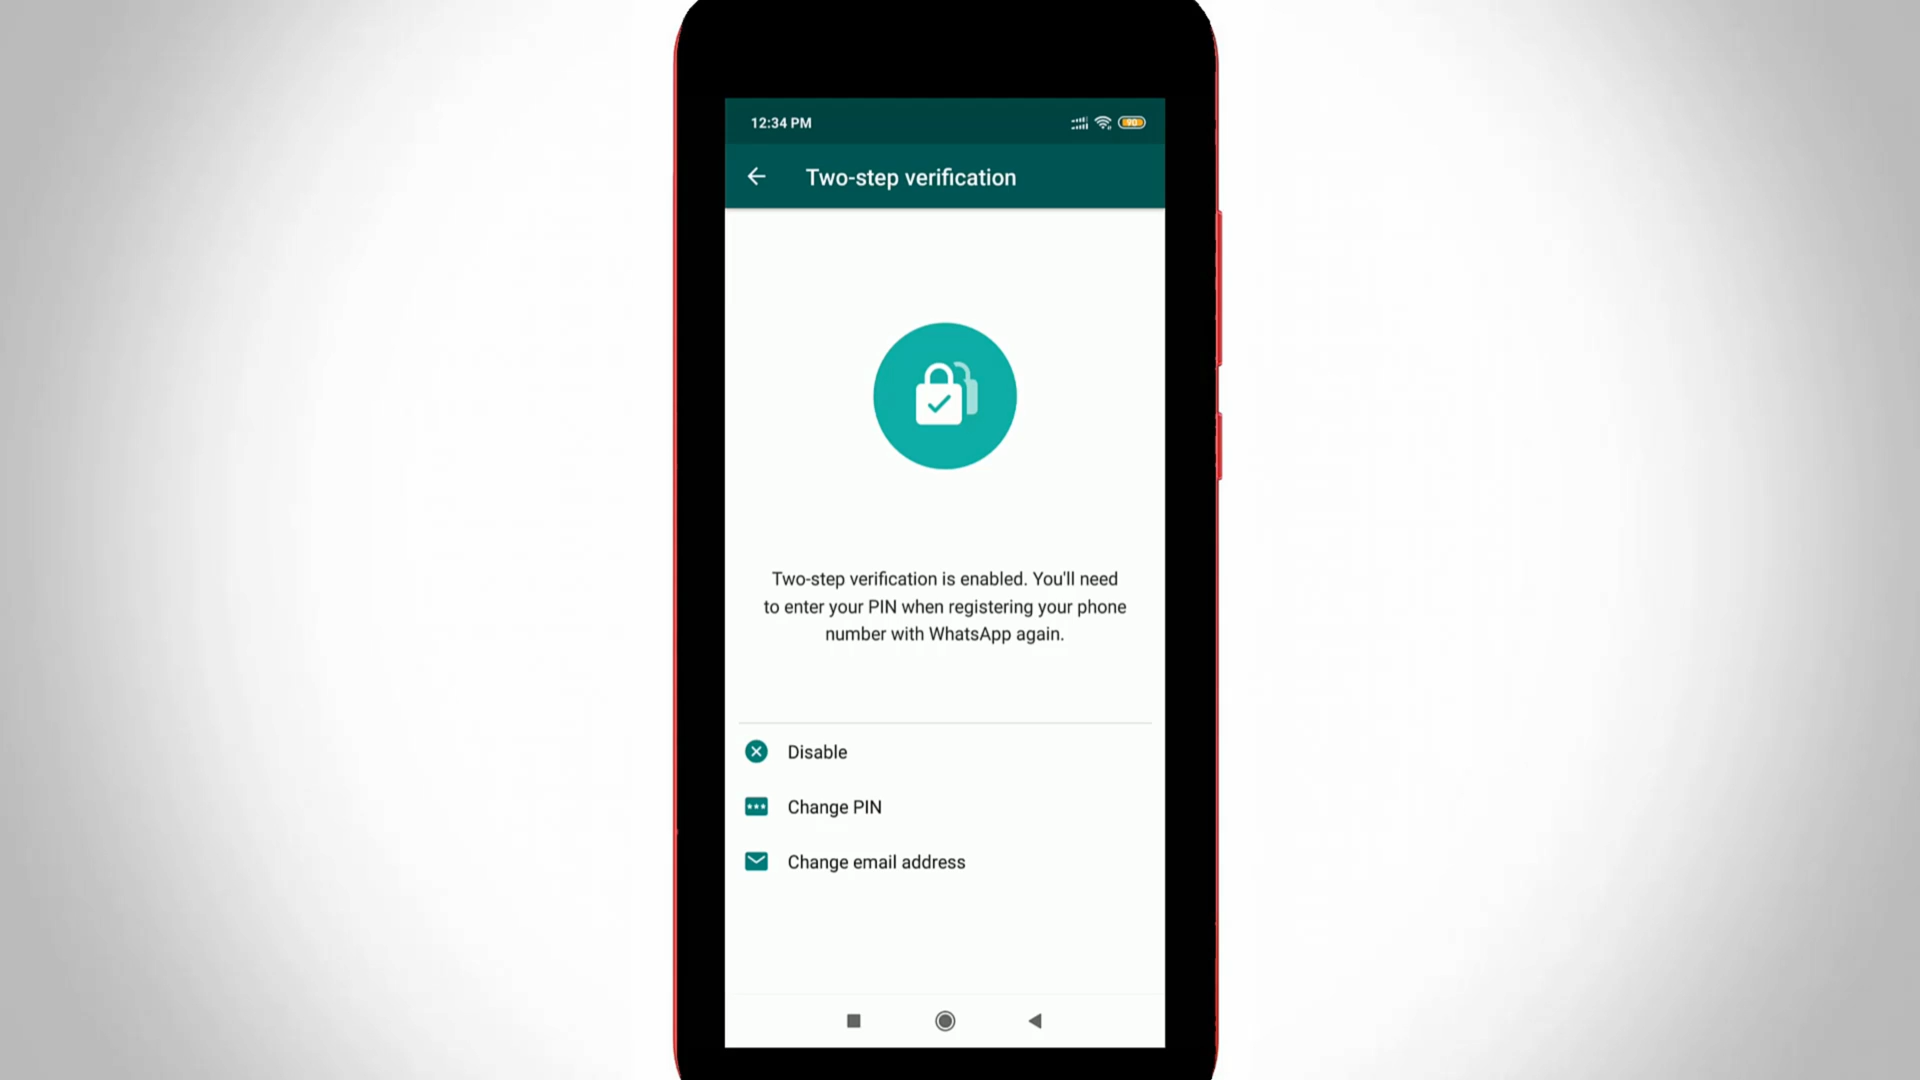 12:34 PM
90
Two-step verification
Two-step verification is enabled. You'll need
to enter your PIN when registering your phone
number with WhatsApp again.
Disable
Change PIN
Change email address